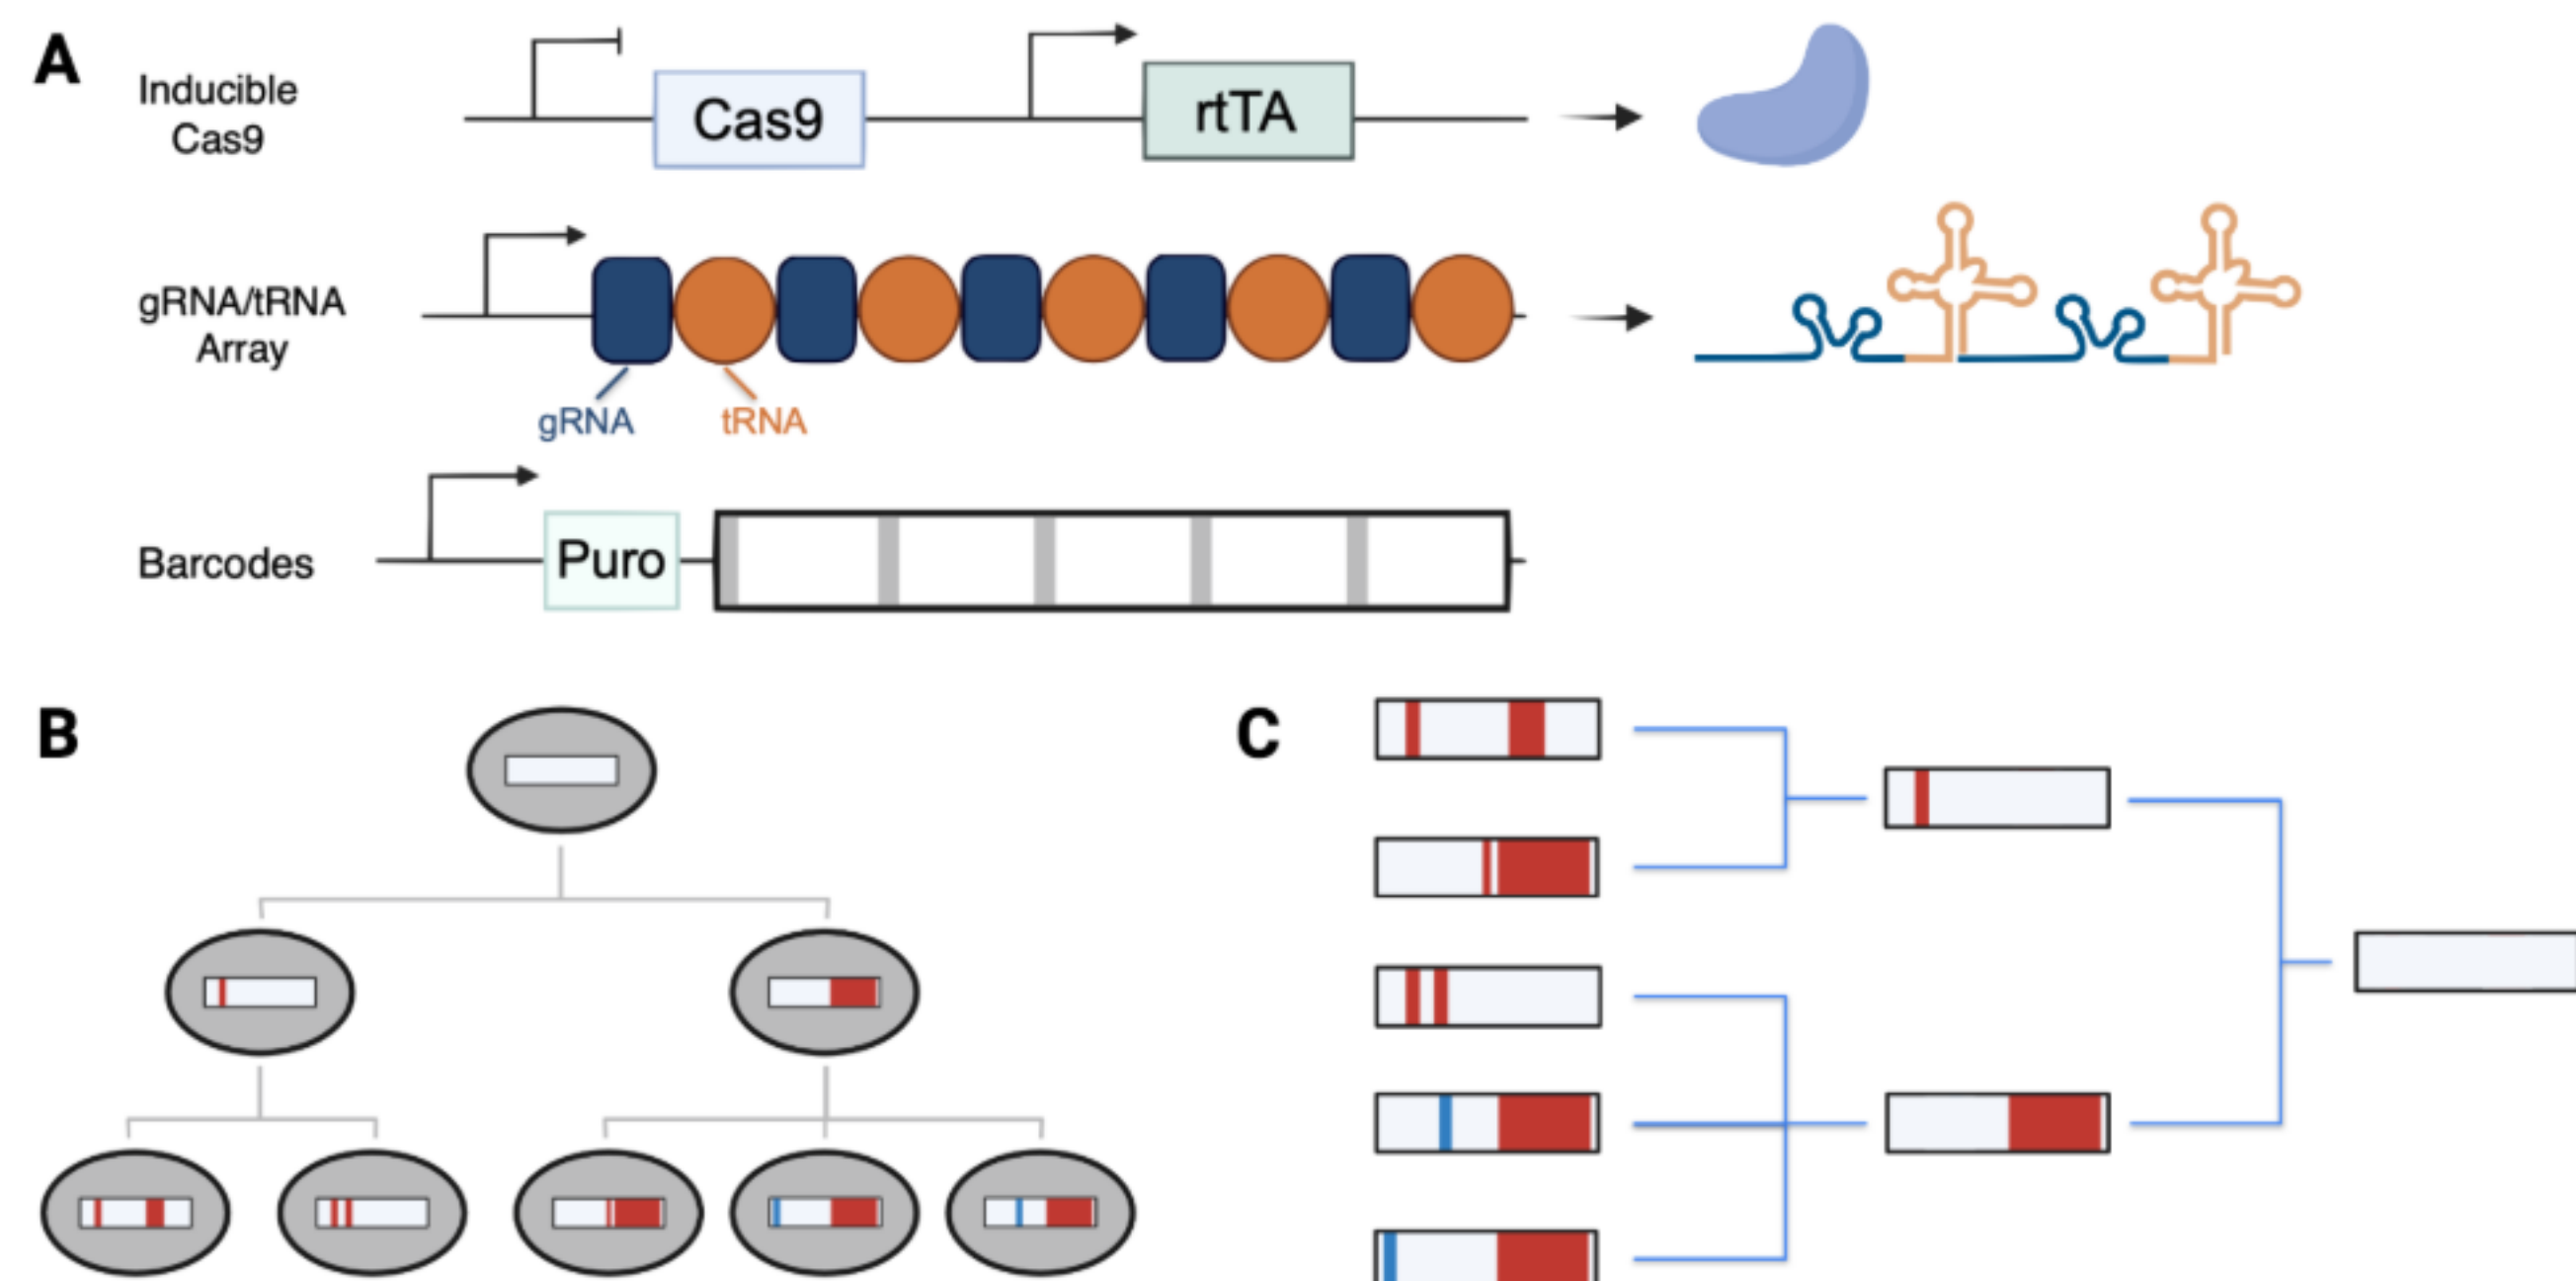 A
Inducible
Cas9
Cas9
rtTA
gRNA/tRNA
Array
gRNA
tRNA
Barcodes
Puro
B
C